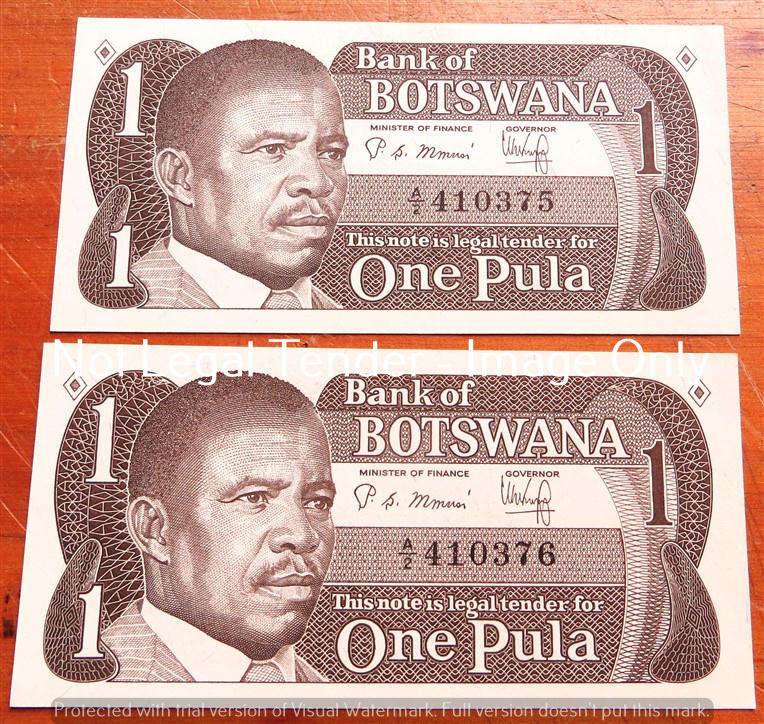 1
Bank of
BOTSWANA
1
MINISTER OF FINANCE GOVERNOR
P. S. Mmusi
A/2 410375
1
This note is legal tender for
One Pula
Not Legal Tender - Image Only
1
Bank of
BOTSWANA
1
MINISTER OF FINANCE GOVERNOR
P. S. Mmusi
A/2 410376
1
This note is legal tender for
One Pula
Protected with trial version of Visual Watermark. Full version doesn't put this mark.